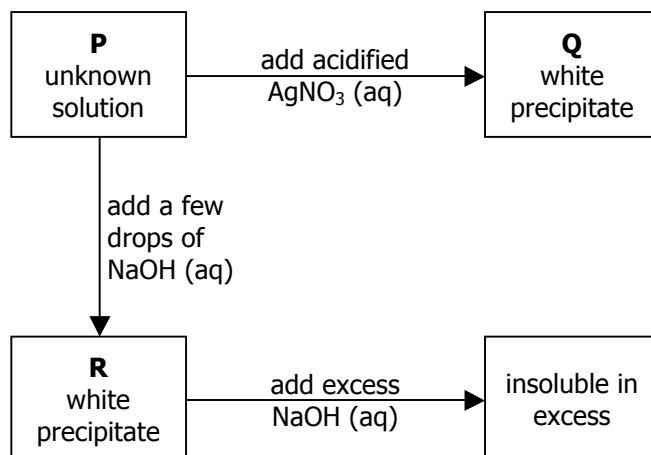 P
unknown
solution
add acidified
AgNO₃ (aq)
Q
white
precipitate
add a few
drops of
NaOH (aq)
R
white
precipitate
add excess
NaOH (aq)
insoluble in
excess